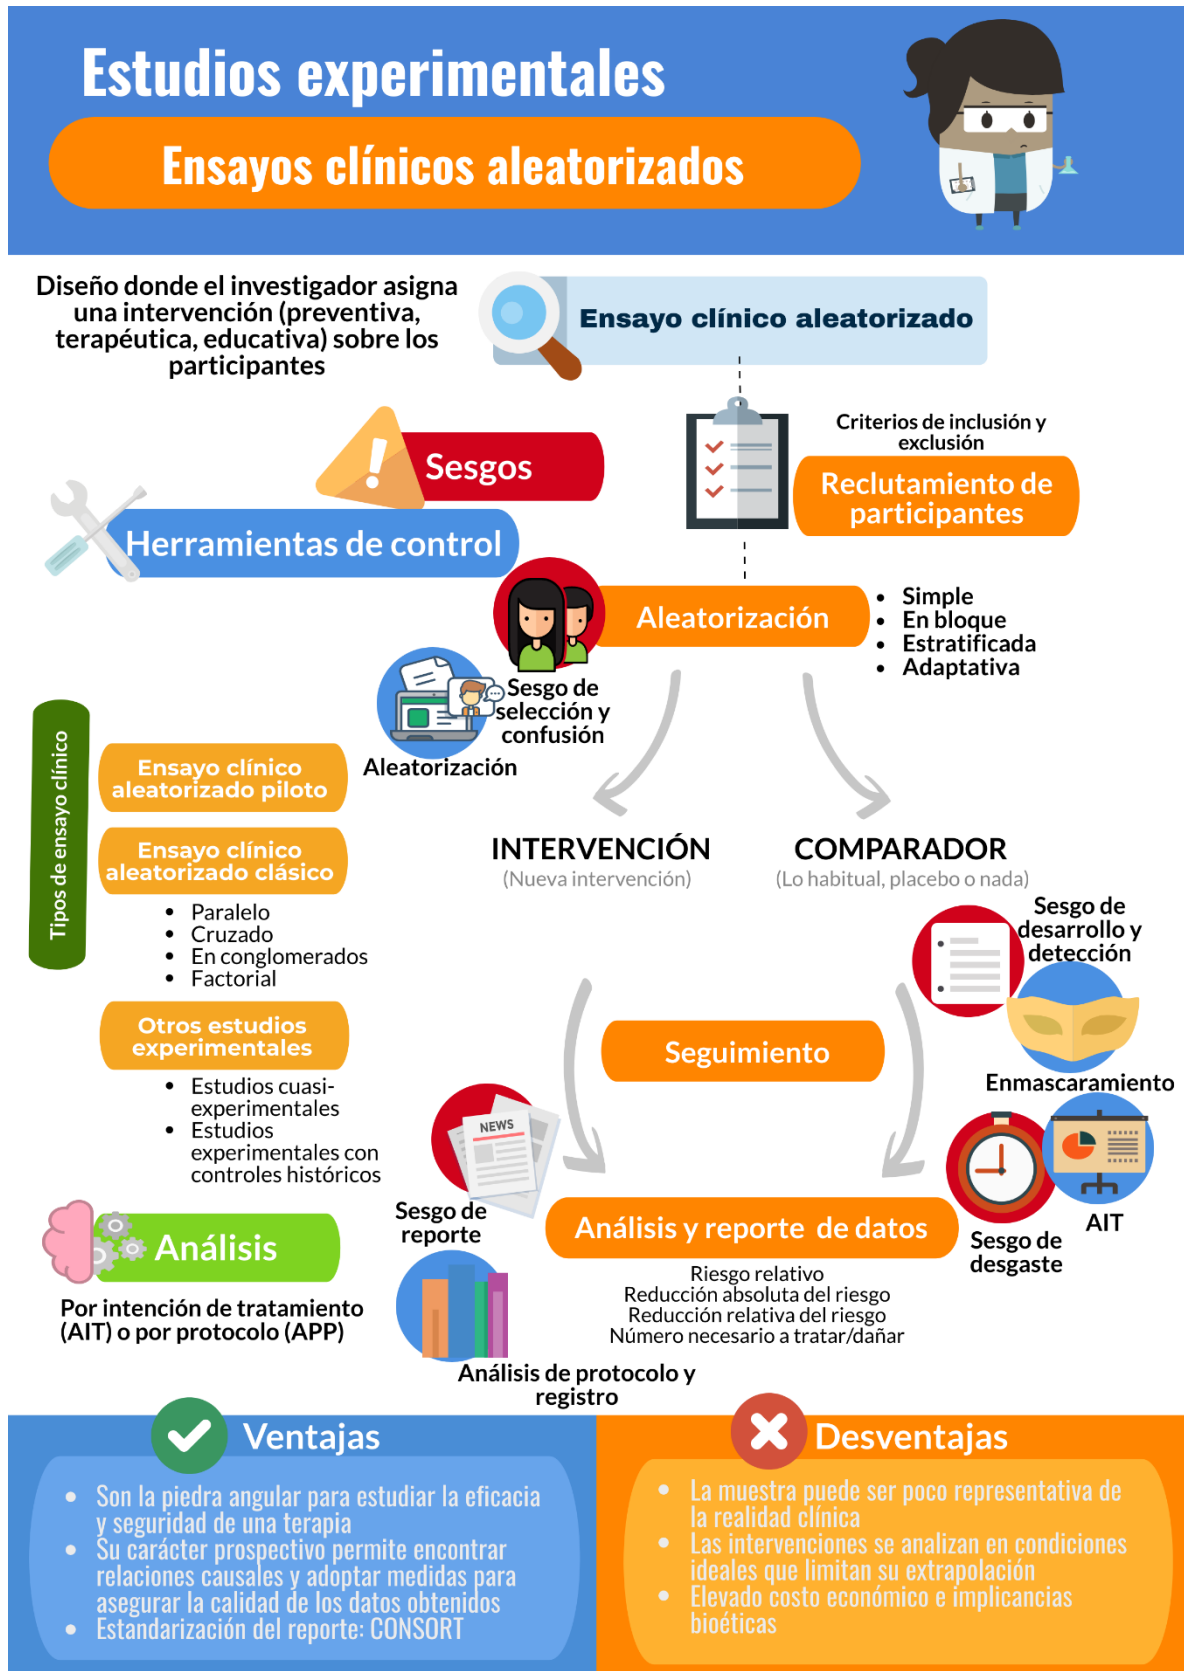 Estudios experimentales
Ensayos clínicos aleatorizados
Diseño donde el investigador asigna
una intervención (preventiva,
terapéutica, educativa) sobre los
participantes
Ensayo clínico aleatorizado
Sesgos
Herramientas de control
Criterios de inclusión y
exclusión
Reclutamiento de
participantes
Aleatorización
Simple
En bloque
Estratificada
Adaptativa
Sesgo de
selección y
confusión
Aleatorización
Tipos de ensayo clínico
Ensayo clínico
aleatorizado piloto
Ensayo clínico
aleatorizado clásico
Paralelo
Cruzado
En conglomerados
Factorial
Otros estudios
experimentales
Estudios cuasi-
experimentales
Estudios
experimentales con
controles históricos
INTERVENCIÓN
(Nueva intervención)
COMPARADOR
(Lo habitual, placebo o nada)
Sesgo de
desarrollo y
detección
Enmascaramiento
Seguimiento
NEWS
Sesgo de
reporte
AIT
Sesgo de
desgaste
Análisis y reporte de datos
Riesgo relativo
Reducción absoluta del riesgo
Reducción relativa del riesgo
Número necesario a tratar/dañar
Análisis de protocolo y
registro
Análisis
Por intención de tratamiento
(AIT) o por protocolo (APP)
Ventajas
Son la piedra angular para estudiar la eficacia
y seguridad de una terapia
Su carácter prospectivo permite encontrar
relaciones causales y adoptar medidas para
asegurar la calidad de los datos obtenidos
Estandarización del reporte: CONSORT
Desventajas
La muestra puede ser poco representativa de
la realidad clínica
Las intervenciones se analizan en condiciones
ideales que limitan su extrapolación
Elevado costo económico e implicancias
bioéticas